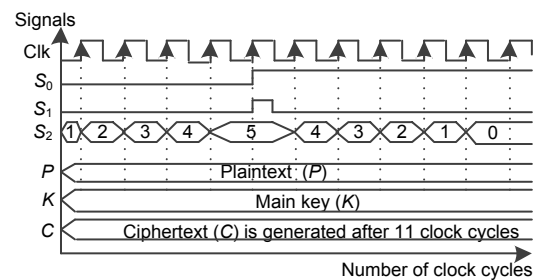 Signals
Clk
S0
S1
S2 1 2 3 4 5 4 3 2 1 0
P Plaintext (P)
K Main key (K)
C Ciphertext (C) is generated after 11 clock cycles
Number of clock cycles